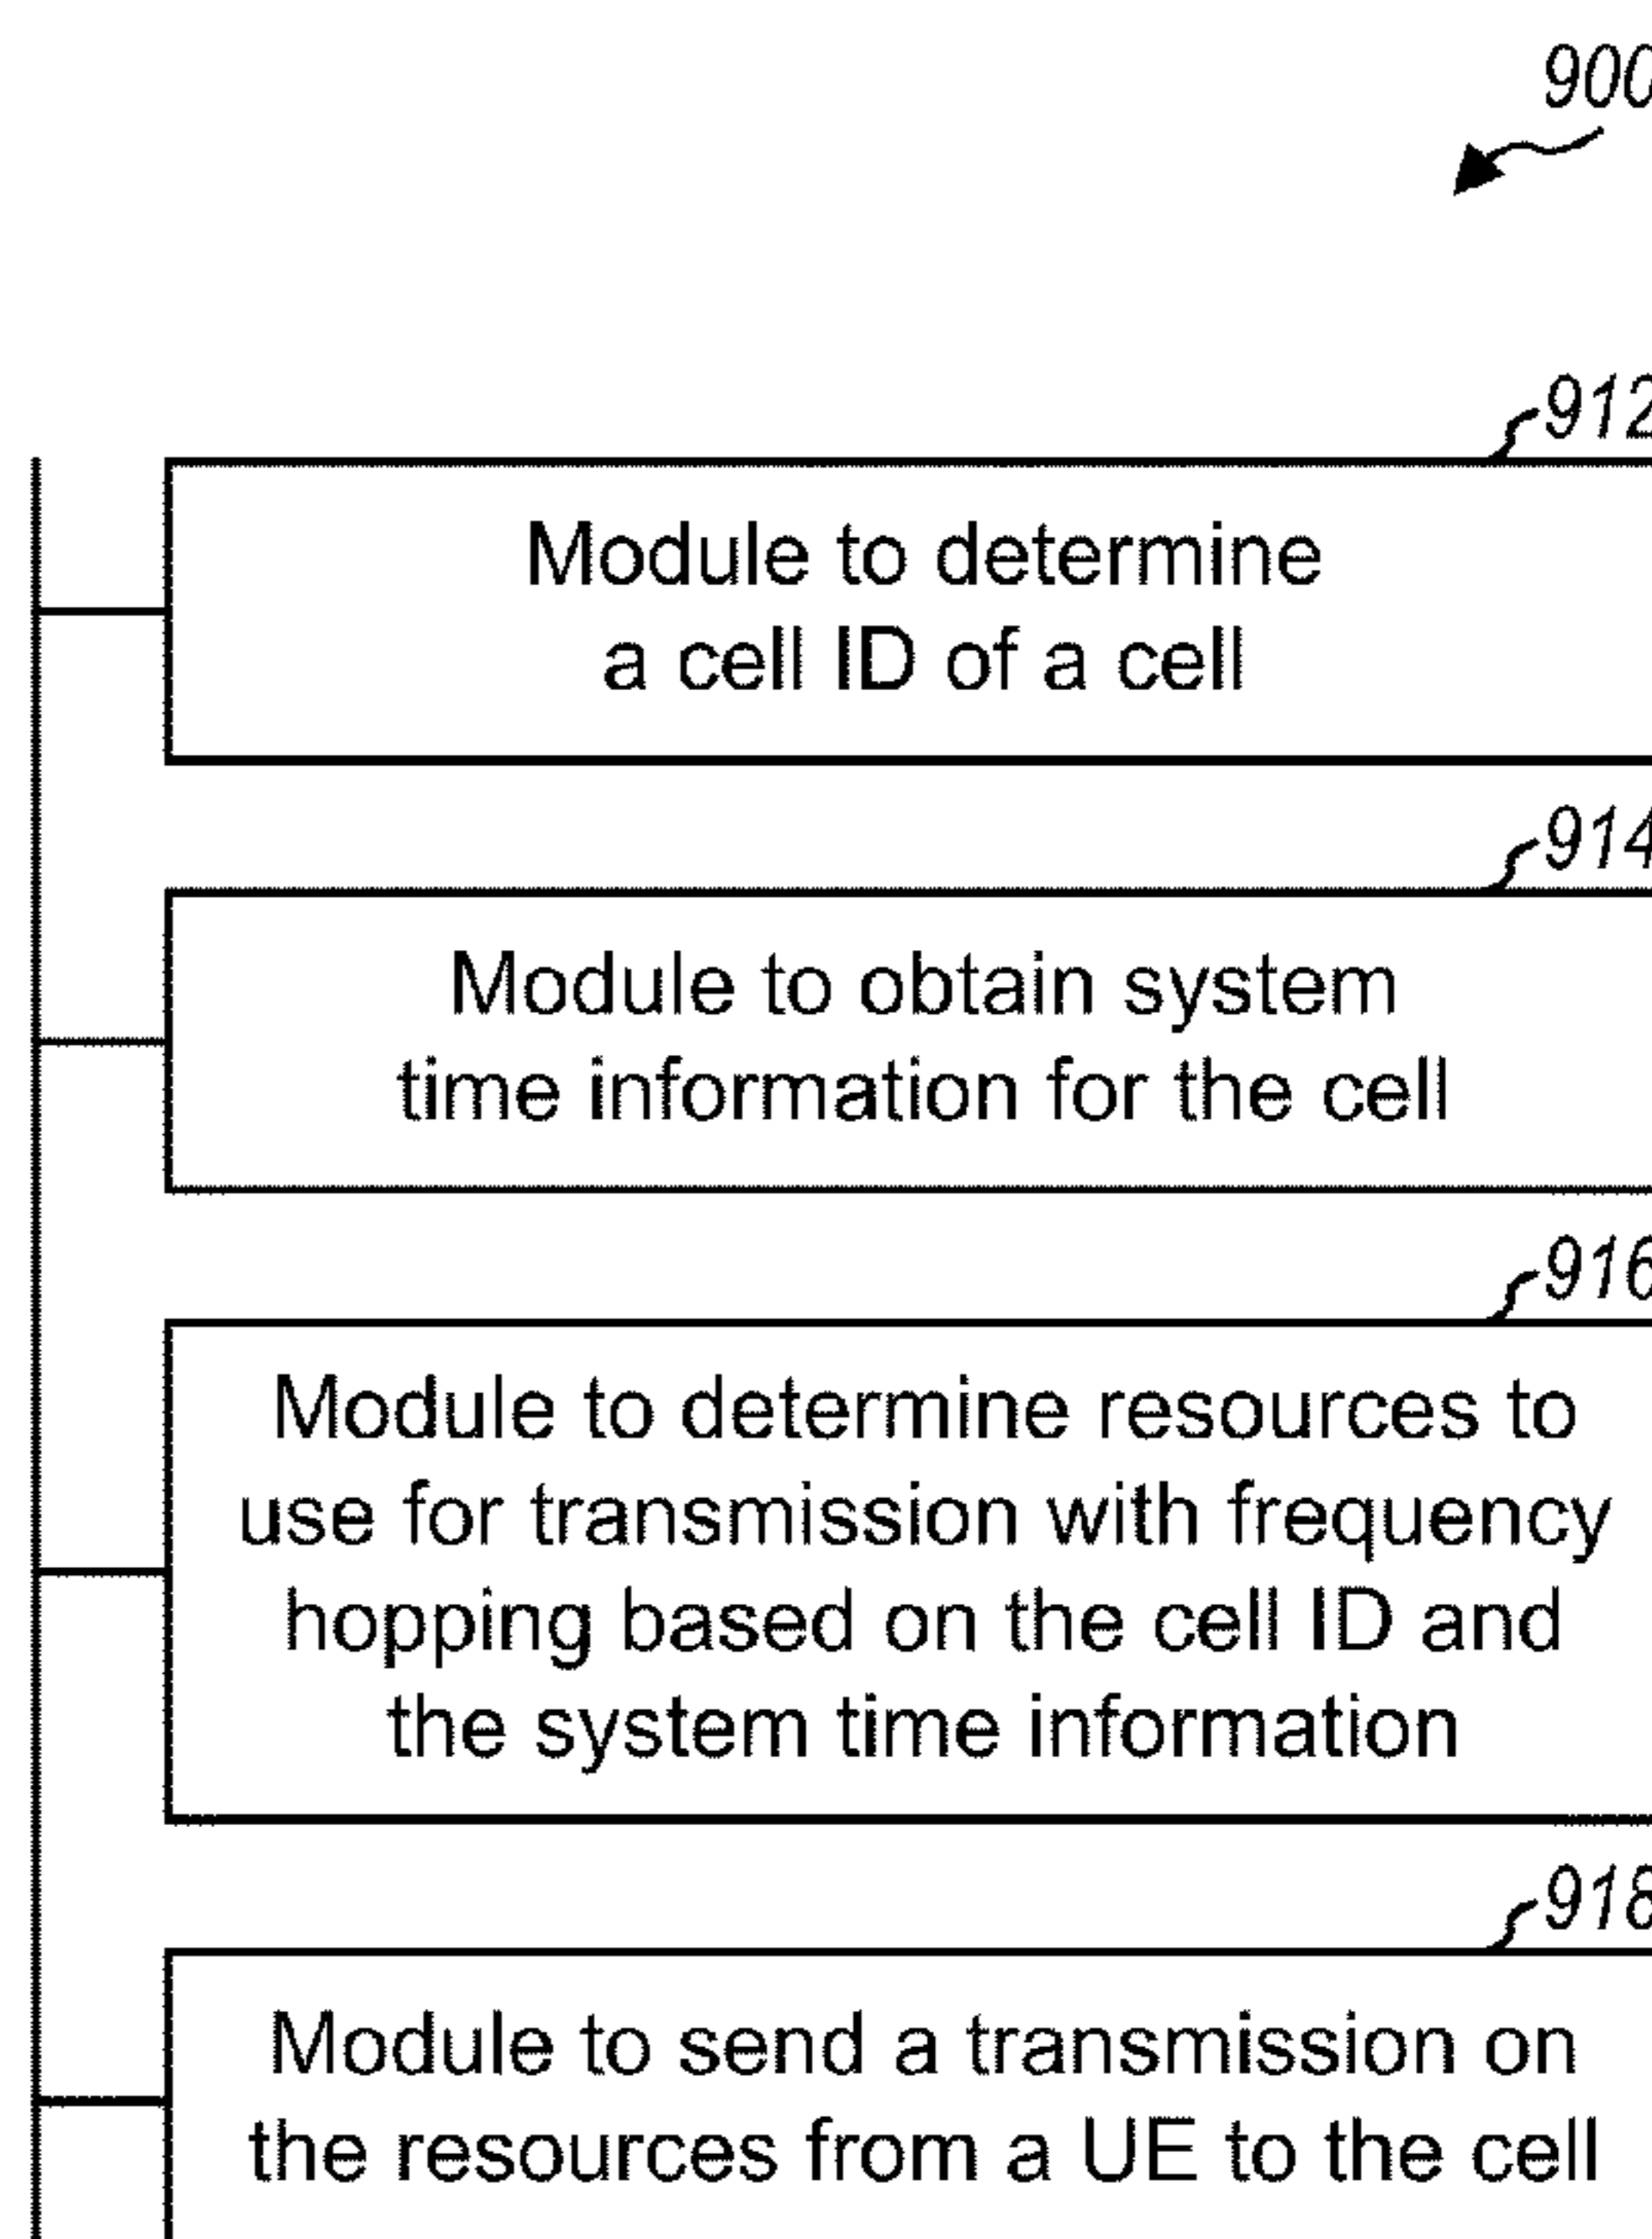 900
912
Module to determine
a cell ID of a cell
914
Module to obtain system
time information for the cell
916
Module to determine resources to
use for transmission with frequency
hopping based on the cell ID and
the system time information
918
Module to send a transmission on
the resources from a UE to the cell